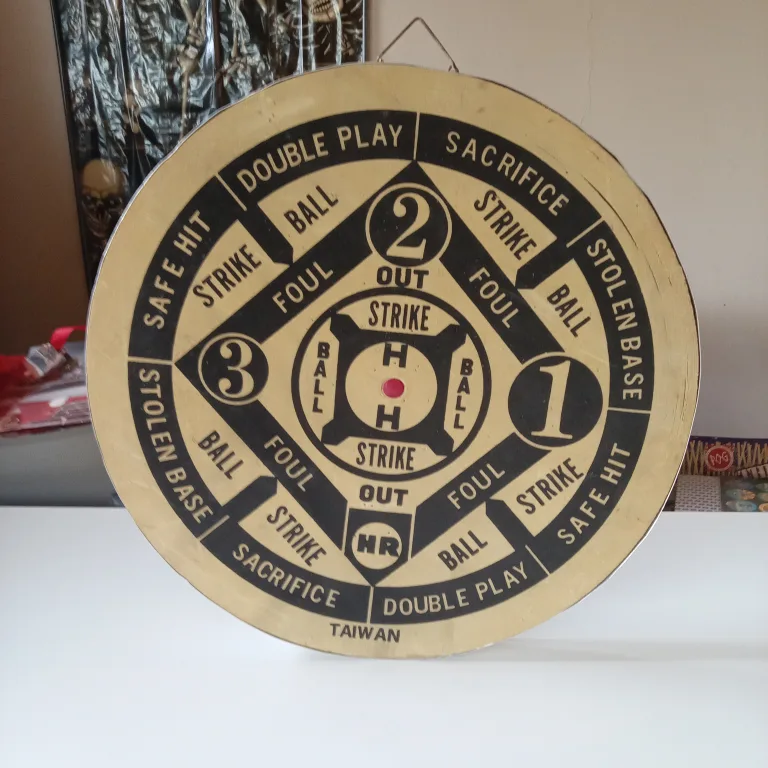 DOUBLE PLAY
SACRIFICE
SAFE HIT
STOLEN BASE
BALL
STRIKE
STRIKE
BALL
2
FOUL
FOUL
OUT
STRIKE
3
BALL
H
H
BALL
1
STRIKE
OUT
FOUL
FOUL
BALL
STRIKE
STRIKE
BALL
HR
STOLEN BASE
SAFE HIT
SACRIFICE
DOUBLE PLAY
TAIWAN